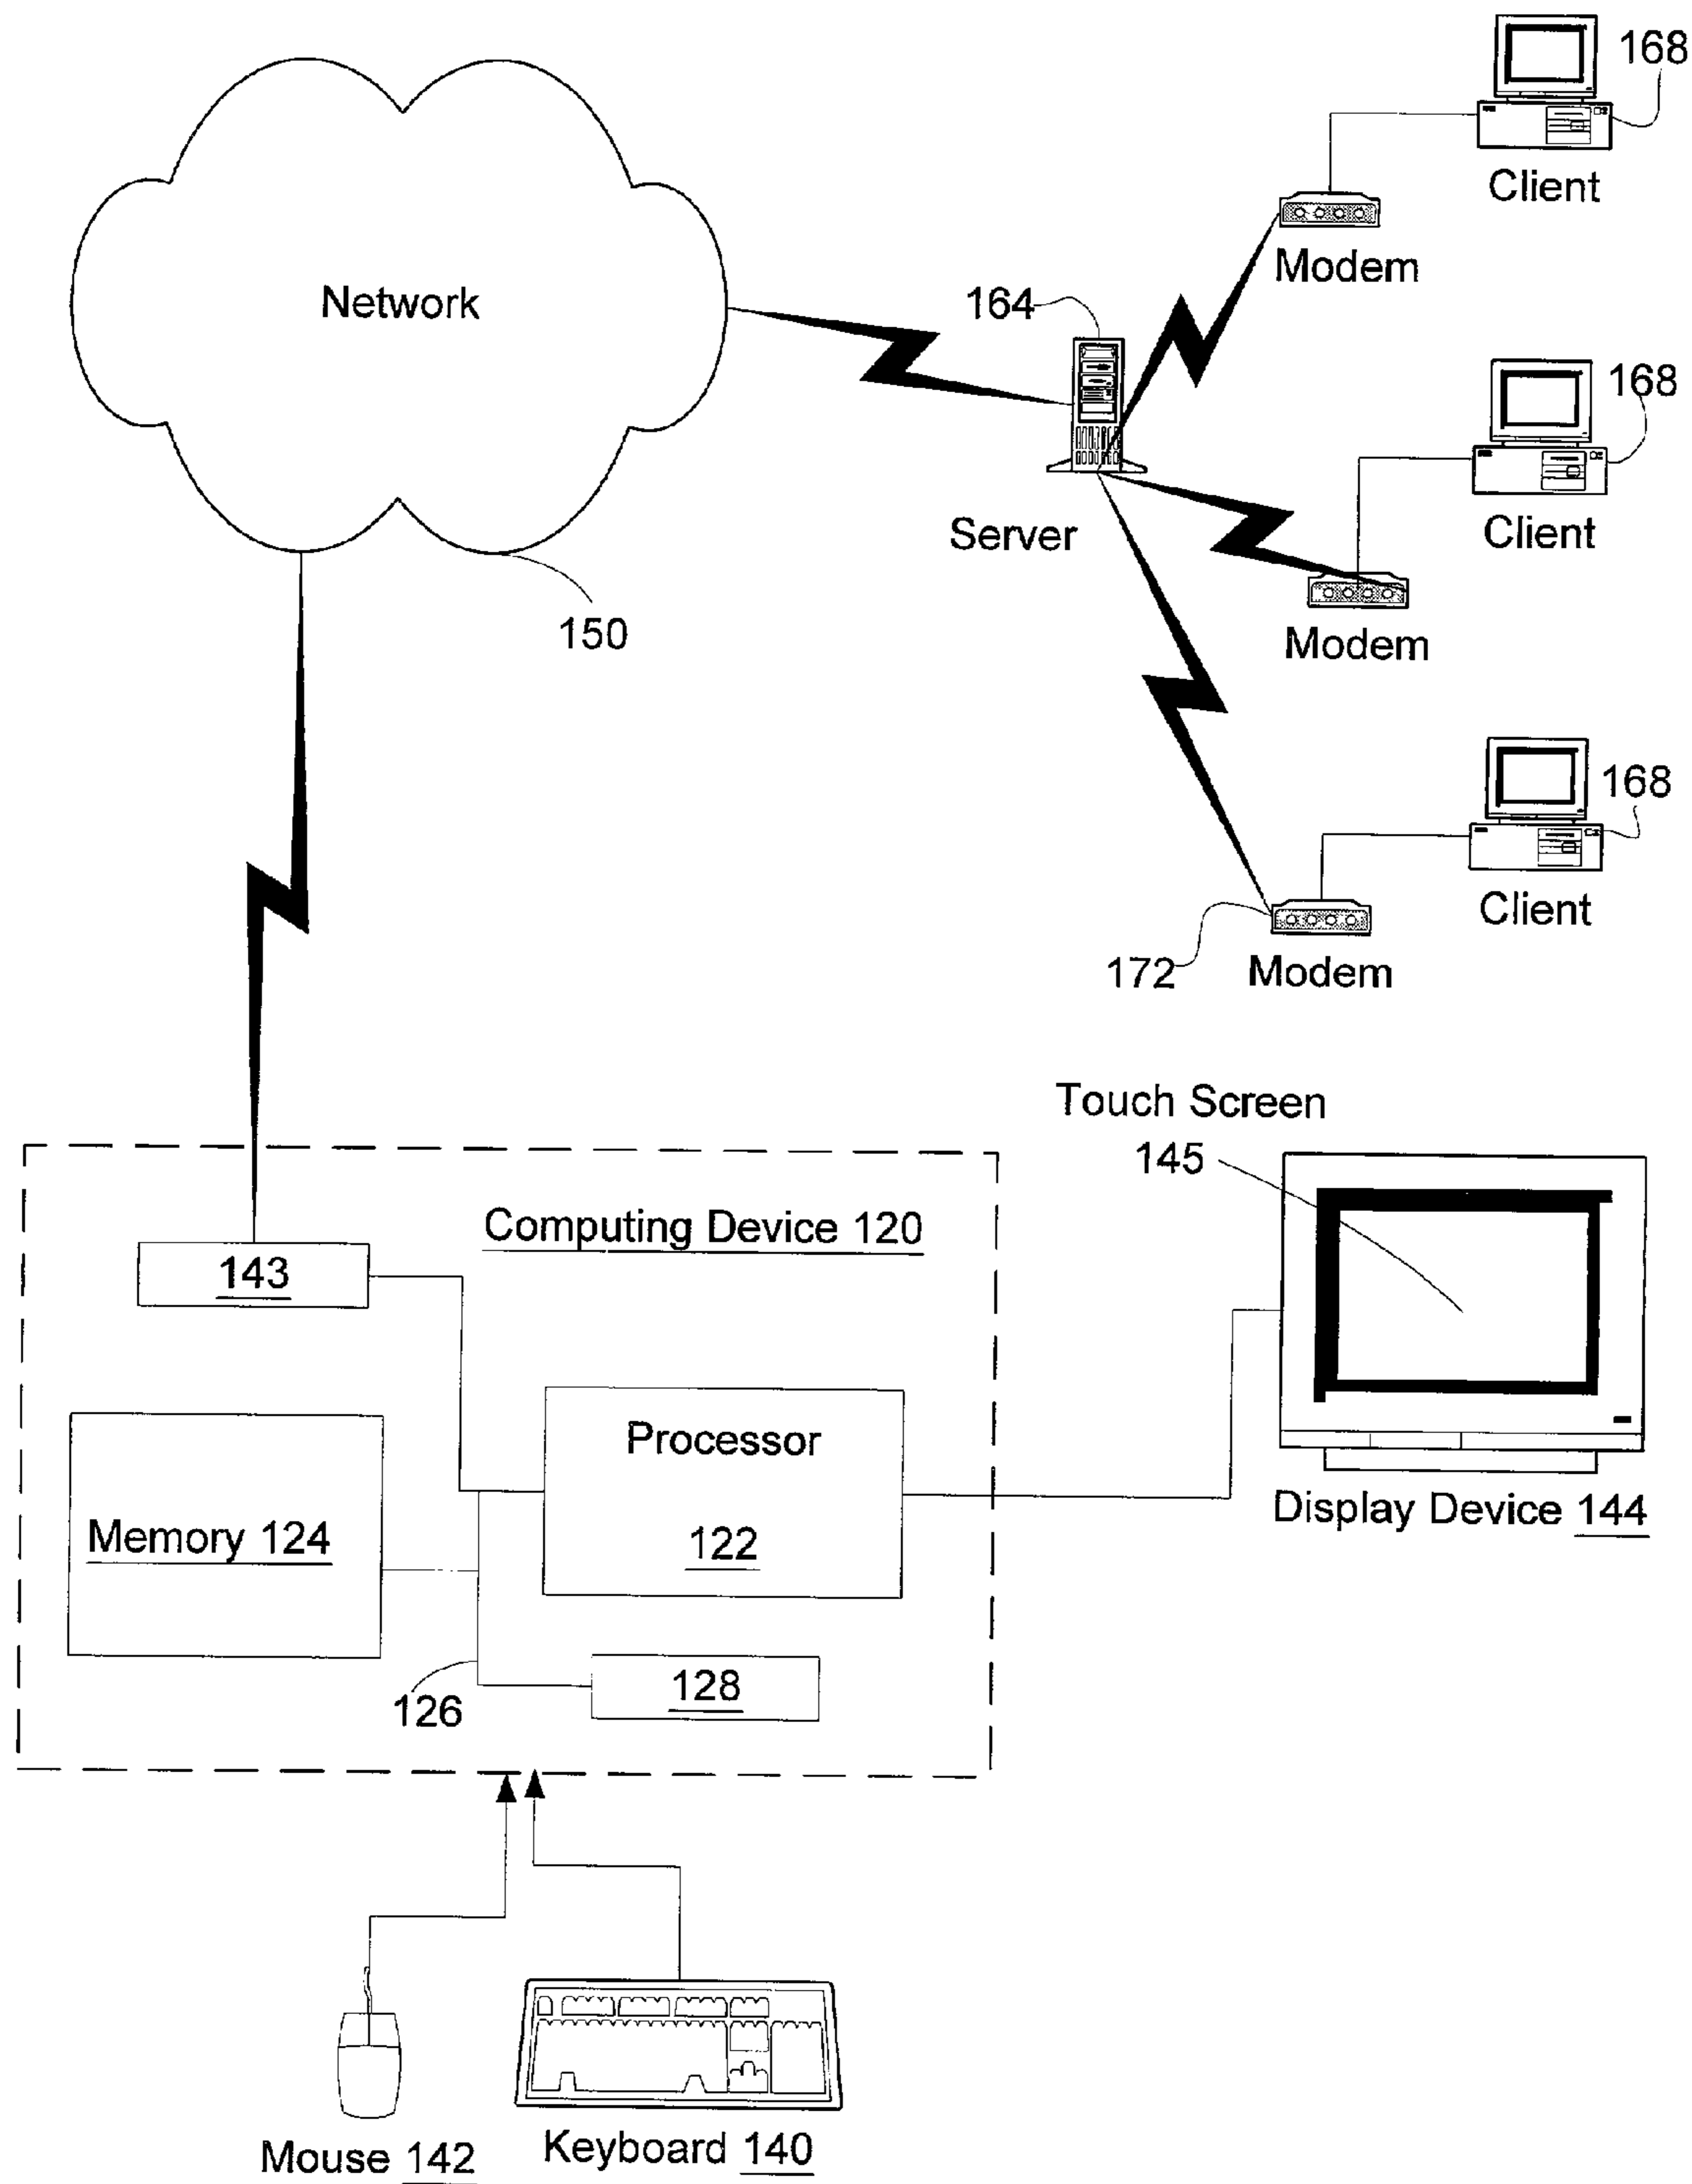 168
Client
Modem
Network
164
168
Server
Client
150
Modem
168
Client
172
Modem
Touch Screen
145
Computing Device 120
143
Processor
122
Memory 124
Display Device 144
128
126
Mouse 142
Keyboard 140